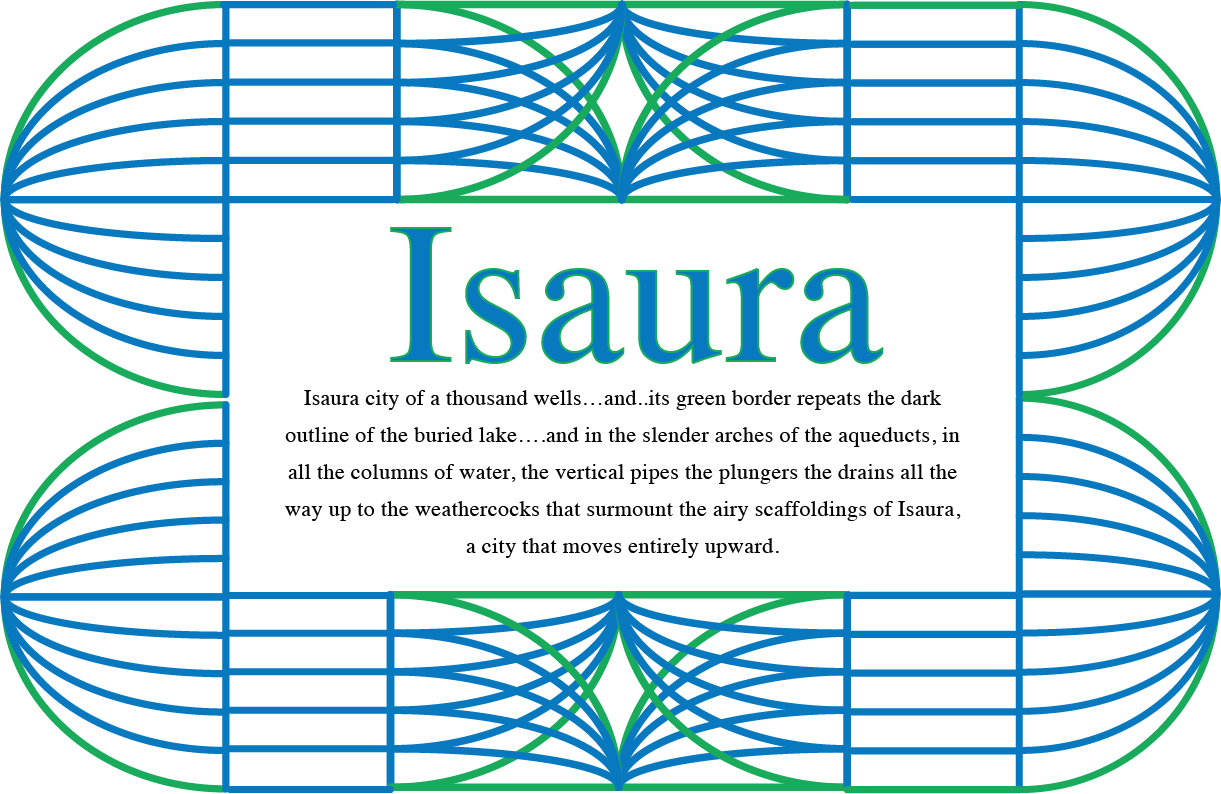 Isaura
Isaura city of a thousand wells…and..its green border repeats the dark
outline of the buried lake….and in the slender arches of the aqueducts, in
all the columns of water, the vertical pipes the plungers the drains all the
way up to the weathercocks that surmount the airy scaffoldings of Isaura,
a city that moves entirely upward.